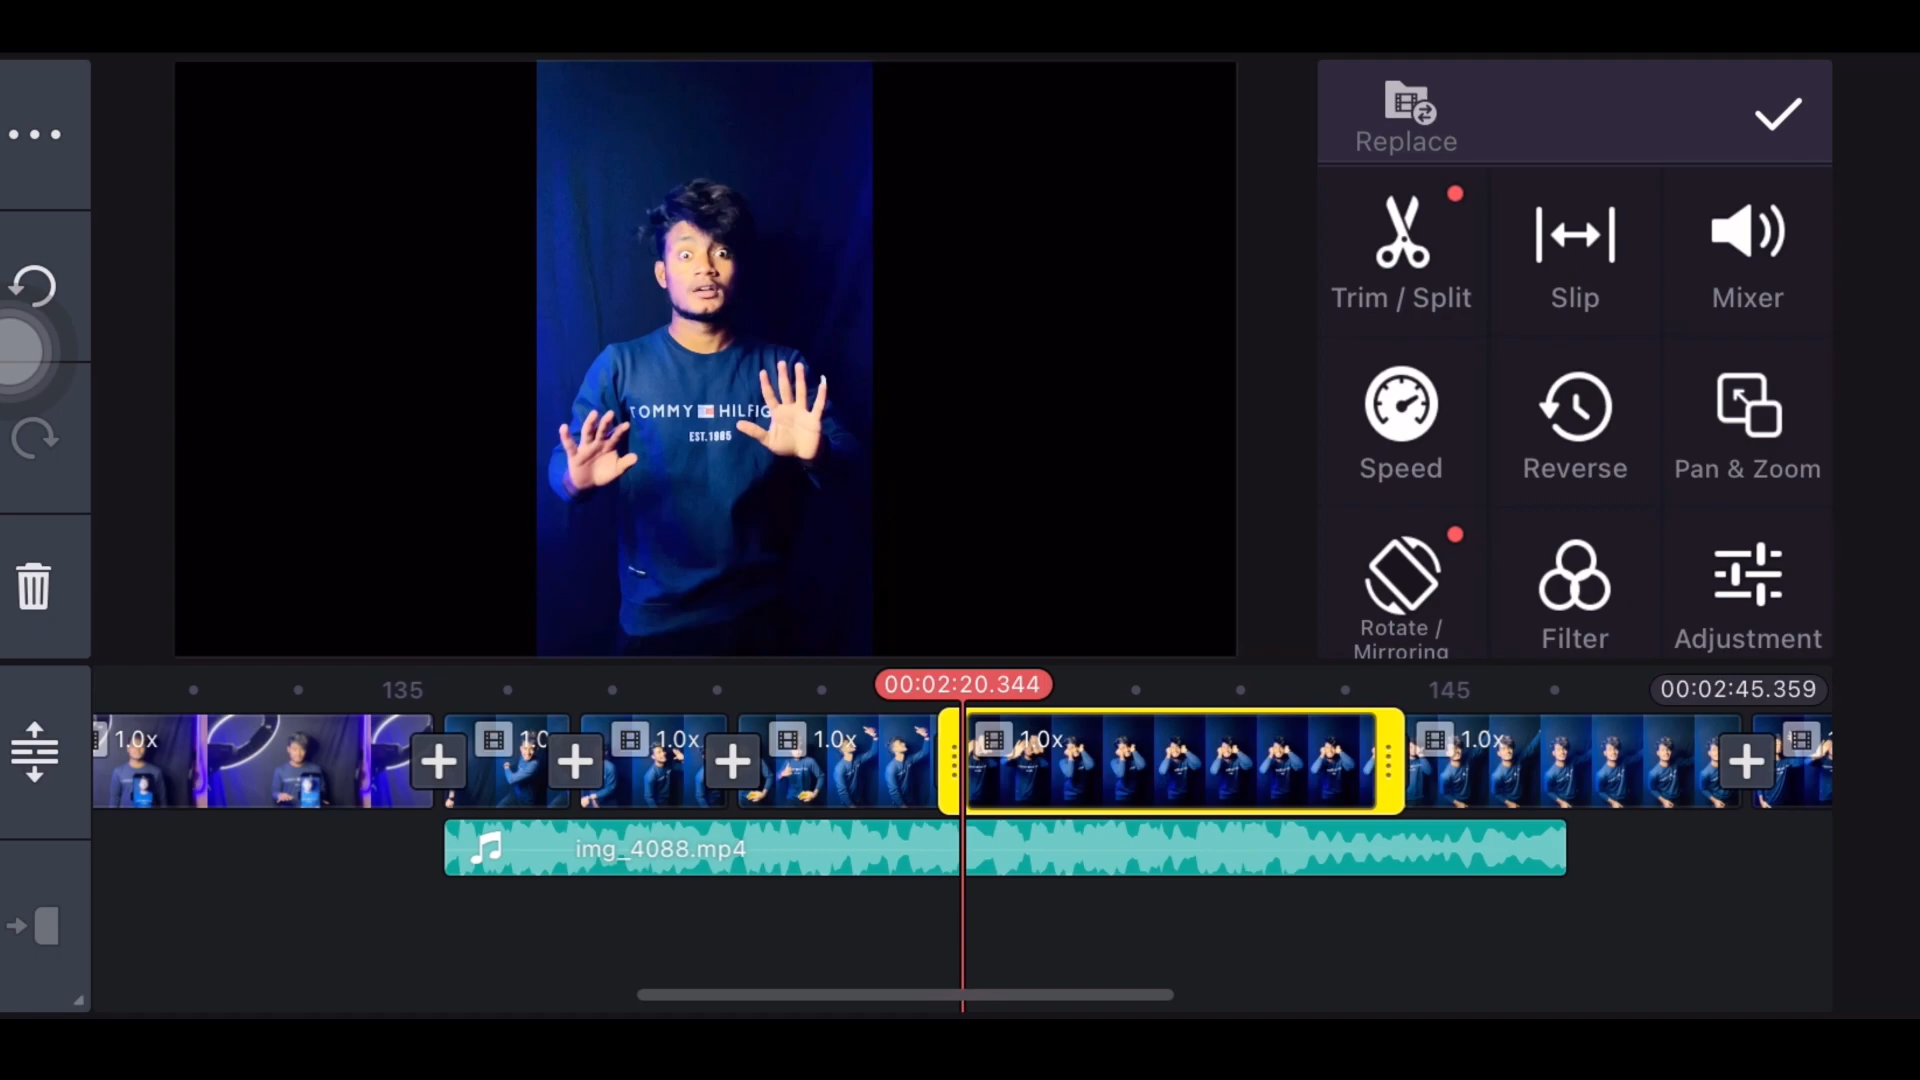 Replace
Trim / Split
Slip
Mixer
Speed
Reverse
Pan & Zoom
Rotate /
Mirroring
Filter
Adjustment
TOMMY HILFIG
EST.1985
135
00:02:20.344
145
00:02:45.359
1.0x
1.0
1.0x
1.0x
1.0x
1.0x
img_4088.mp4